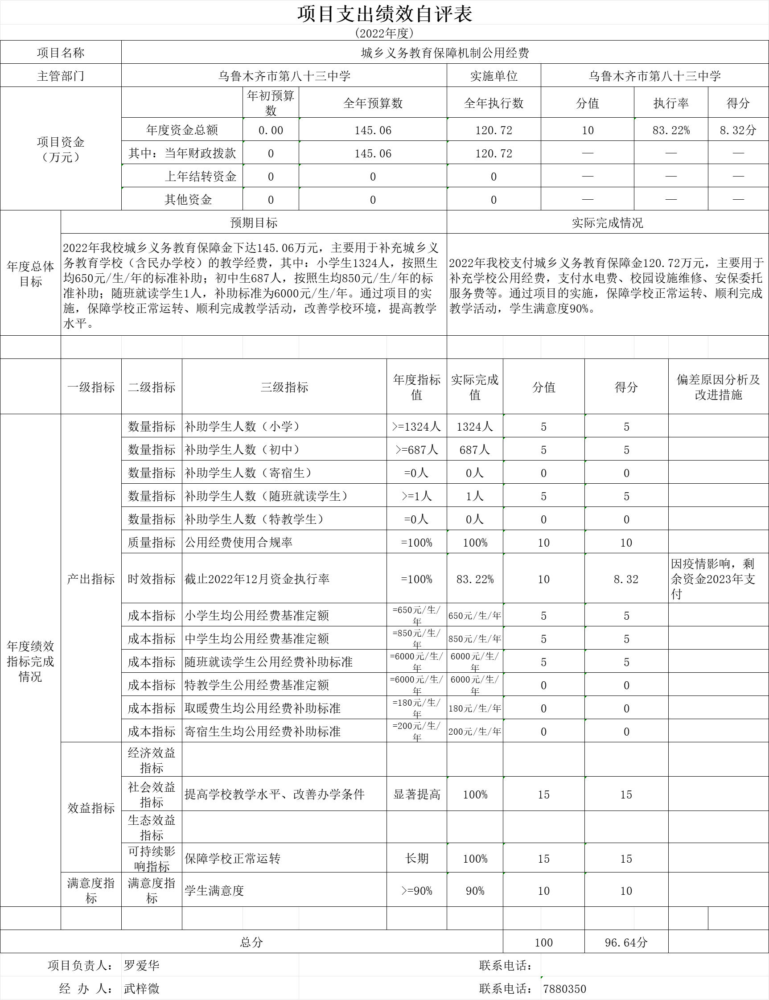 项目支出绩效自评表
(2022年度)
项目名称 城乡义务教育保障机制公用经费
主管部门 乌鲁木齐市第八十三中学 实施单位 乌鲁木齐市第八十三中学
项目资金
（万元）
年初预算
数 全年预算数 全年执行数 分值 执行率 得分
年度资金总额 0.00 145.06 120.72 10 83.22% 8.32分
其中：当年财政拨款 0 145.06 120.72 — — —
上年结转资金 0 0 0 — — —
其他资金 0 0 0 — — —
年度总体
目标
预期目标 实际完成情况
2022年我校城乡义务教育保障金下达145.06万元，主要用于补充城乡义
务教育学校（含民办学校）的教学经费，其中：小学生1324人，按照生
均650元/生/年的标准补助；初中生687人，按照生均850元/生/年的标
准补助；随班就读学生1人，补助标准为6000元/生/年。通过项目的实
施，保障学校正常运转、顺利完成教学活动，改善学校环境，提高教学
水平。
2022年我校支付城乡义务教育保障金120.72万元，主要用于
补充学校公用经费，支付水电费、校园设施维修、安保委托
服务费等。通过项目的实施，保障学校正常运转、顺利完成
教学活动，学生满意度90%。
一级指标 二级指标 三级指标 年度指标
值 实际完成
值 分值 得分 偏差原因分析及
改进措施
年度绩效
指标完成
情况
产出指标
数量指标 补助学生人数（小学） >=1324人 1324人 5 5
数量指标 补助学生人数（初中） >=687人 687人 5 5
数量指标 补助学生人数（寄宿生） =0人 0人 0 0
数量指标 补助学生人数（随班就读学生） >=1人 1人 5 5
数量指标 补助学生人数（特教学生） =0人 0人 0 0
质量指标 公用经费使用合规率 =100% 100% 10 10
时效指标 截止2022年12月资金执行率 =100% 83.22% 10 8.32 因疫情影响，剩
余资金2023年支
付
成本指标 小学生均公用经费基准定额 =650元/生/
年 650元/生/年 5 5
成本指标 中学生均公用经费基准定额 =850元/生/
年 850元/生/年 5 5
成本指标 随班就读学生公用经费补助标准 =6000元/生/
年 6000元/生/
年 5 5
成本指标 特教学生公用经费基准定额 =6000元/生/
年 6000元/生/
年 0 0
成本指标 取暖费生均公用经费补助标准 =180元/生/
年 180元/生/年 0 0
成本指标 寄宿生生均公用经费补助标准 =200元/生/
年 200元/生/年 0 0
效益指标
经济效益
指标
社会效益
指标 提高学校教学水平、改善办学条件 显著提高 100% 15 15
生态效益
指标
可持续影
响指标 保障学校正常运转 长期 100% 15 15
满意度指
标 满意度指
标 学生满意度 >=90% 90% 10 10
总分 100 96.64分
项目负责人： 罗爱华 联系电话：
经 办 人： 武梓微 联系电话： 7880350